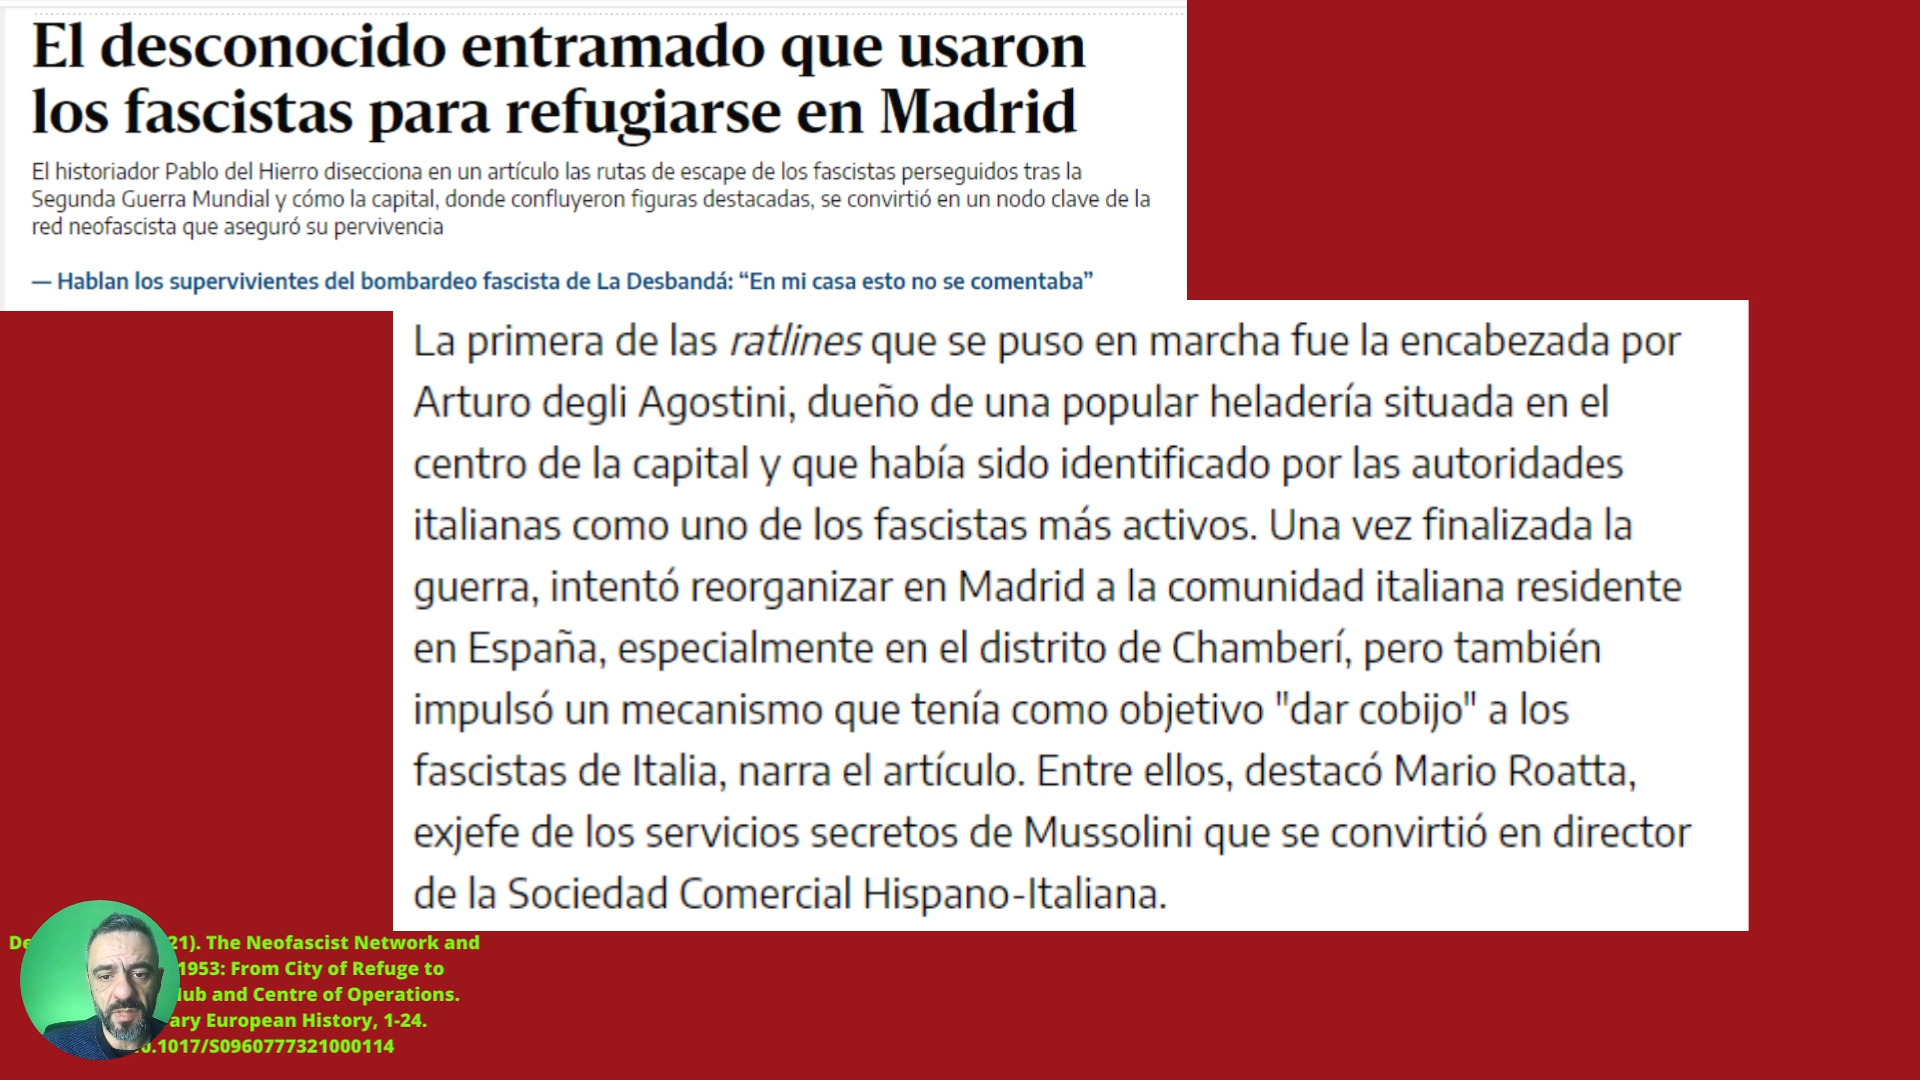 El desconocido entramado que usaron
los fascistas para refugiarse en Madrid
El historiador Pablo del Hierro disecciona en un artículo las rutas de escape de los fascistas perseguidos tras la
Segunda Guerra Mundial y cómo la capital, donde confluyeron figuras destacadas, se convirtió en un nodo clave de la
red neofascista que aseguró su pervivencia
— Hablan los supervivientes del bombardeo fascista de La Desbandá: “En mi casa esto no se comentaba”
La primera de las ratlines que se puso en marcha fue la encabezada por
Arturo degli Agostini, dueño de una popular heladería situada en el
centro de la capital y que había sido identificado por las autoridades
italianas como uno de los fascistas más activos. Una vez finalizada la
guerra, intentó reorganizar en Madrid a la comunidad italiana residente
en España, especialmente en el distrito de Chamberí, pero también
impulsó un mecanismo que tenía como objetivo "dar cobijo" a los
fascistas de Italia, narra el artículo. Entre ellos, destacó Mario Roatta,
exjefe de los servicios secretos de Mussolini que se convirtió en director
de la Sociedad Comercial Hispano-Italiana.
21). The Neofascist Network and
1953: From City of Refuge to
and Centre of Operations.
European History, 1-24.
0.1017/S0960777321000114